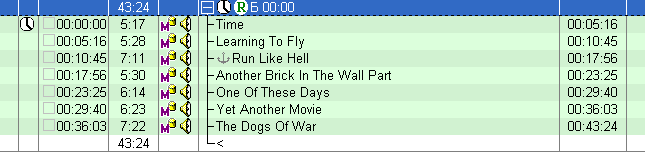 43:24 R Б 00:00
00:00:00 5:17 M Time 00:05:16
00:05:16 5:28 M Learning To Fly 00:10:45
00:10:45 7:11 M Run Like Hell 00:17:56
00:17:56 5:30 M Another Brick In The Wall Part 00:23:25
00:23:25 6:14 M One Of These Days 00:29:40
00:29:40 6:23 M Yet Another Movie 00:36:03
00:36:03 7:22 M The Dogs Of War 00:43:24
43:24 <